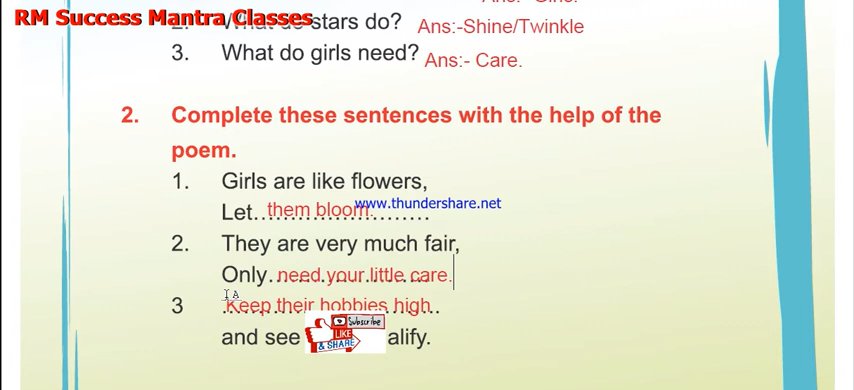 RM Success Mantra Classes
stars do? Ans:-Shine/Twinkle
3. What do girls need? Ans:- Care.
2. Complete these sentences with the help of the
poem.
1. Girls are like flowers,
Let..them bloom.........
www.thundershare.net
2. They are very much fair,
Only..need your little care.
3 Keep their hobbies high..
Subscribe
LIKE
& SHARE
and see alify.